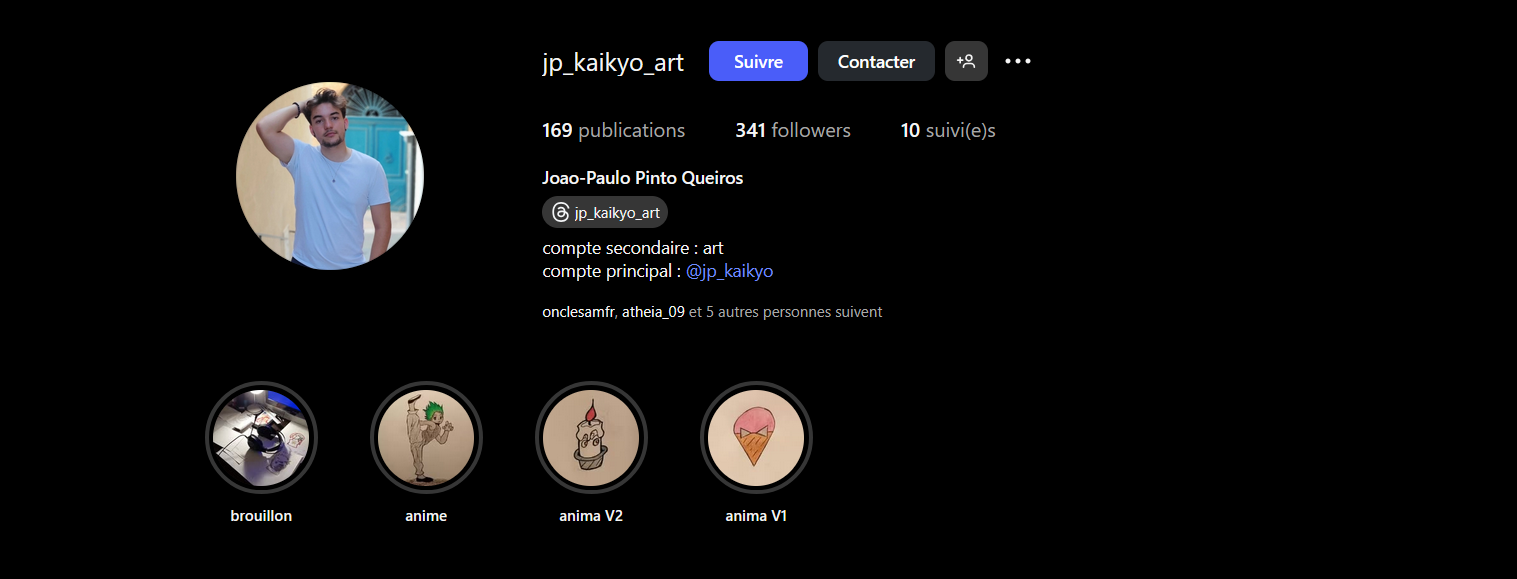 jp_kaikyo_art Suivre Contacter
169 publications 341 followers 10 suivi(e)s
Joao-Paulo Pinto Queiros
jp_kaikyo_art
compte secondaire : art
compte principal : @jp_kaikyo
onclesamfr, atheia_09 et 5 autres personnes suivent
brouillon anime anima V2 anima V1